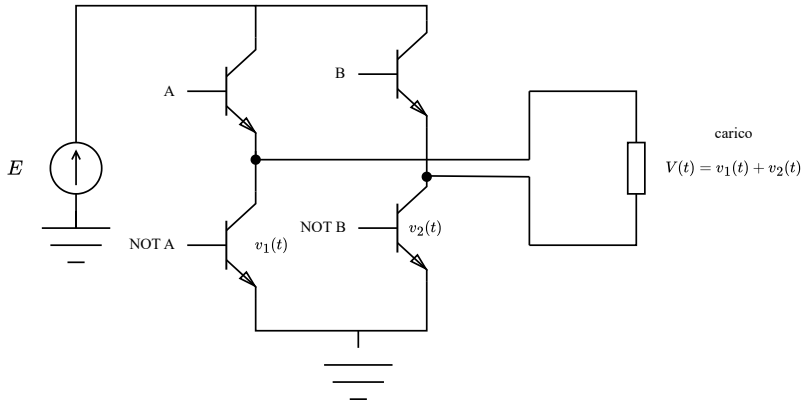 B
A
carico
E
V(t) = v₁(t) + v₂(t)
NOT B
v₂(t)
NOT A
v₁(t)